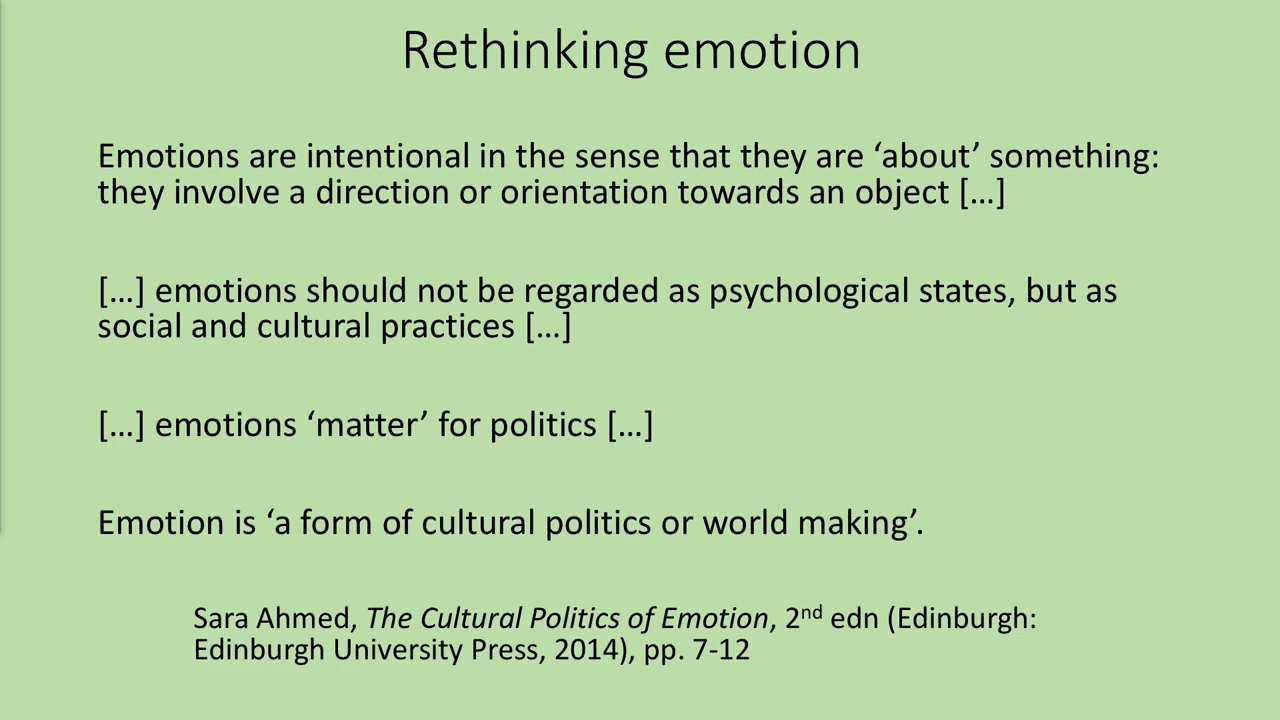 Rethinking emotion
Emotions are intentional in the sense that they are ‘about’ something:
they involve a direction or orientation towards an object […]
[…] emotions should not be regarded as psychological states, but as
social and cultural practices […]
[…] emotions ‘matter’ for politics […]
Emotion is ‘a form of cultural politics or world making’.
Sara Ahmed, The Cultural Politics of Emotion, 2nd edn (Edinburgh:
Edinburgh University Press, 2014), pp. 7-12